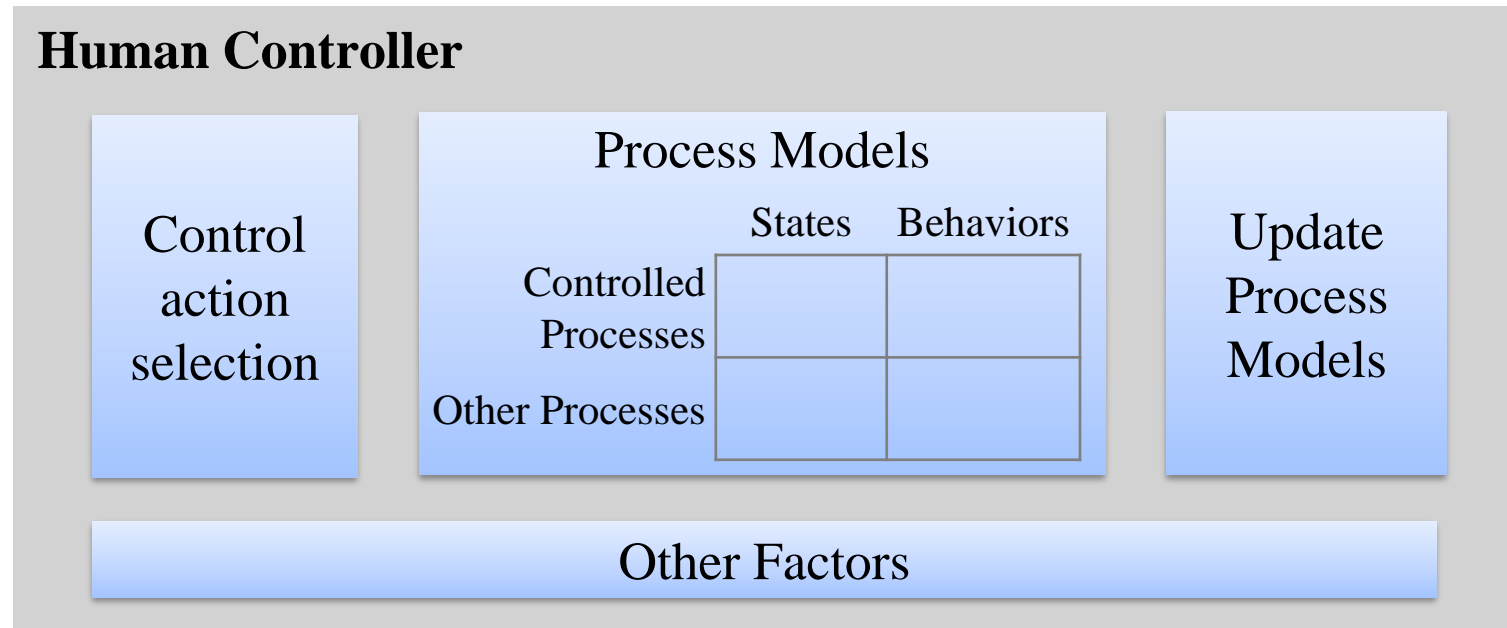 Human Controller
Control
action
selection
Process Models
States Behaviors
Controlled
Processes
Other Processes
Update
Process
Models
Other Factors